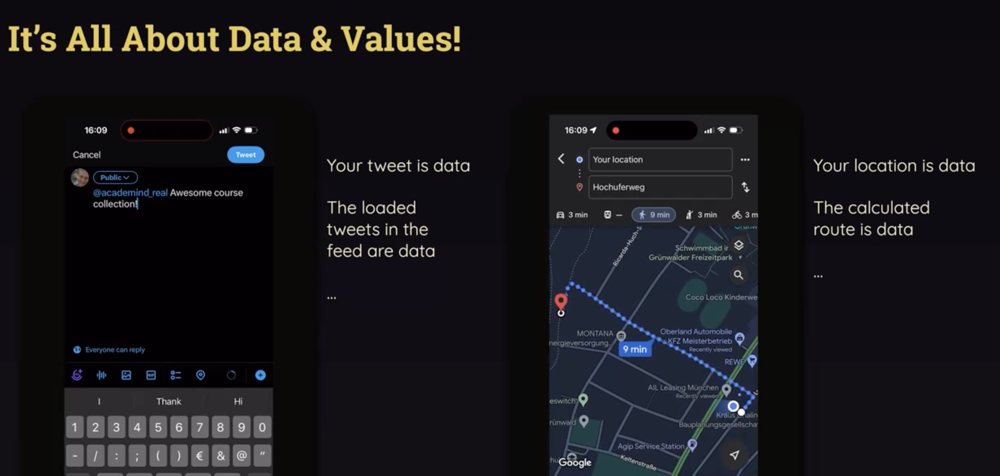 It's All About Data & Values!
16:09
Cancel
Tweet
Public
@academind_real Awesome course
collection!
Everyone can reply
GIF
I Thank Hi
1 2 3 4 5 6 7 8 9 0
- / : ; ( ) € & @ "
Your tweet is data
The loaded
tweets in the
feed are data
...
16:09
Your location
Hochuferweg
3 min — 9 min 3 min 3 m
Ricarda-Huch-S
Schwimmbad
Grünwalder Freizeitpark
Coco Loco Kinderwe
MONTANA
nergieversorgung...
9 min
Oberland Automobile
KFZ Meisterbetrieb
Recently viewed
REWE
AIL Leasing München
Recently viewed
eswitch
Kraus
rünwald
Bauplanungsgesellscha
Agip Service Station
Keltenstraße
Google
Your location is data
The calculated
route is data
...